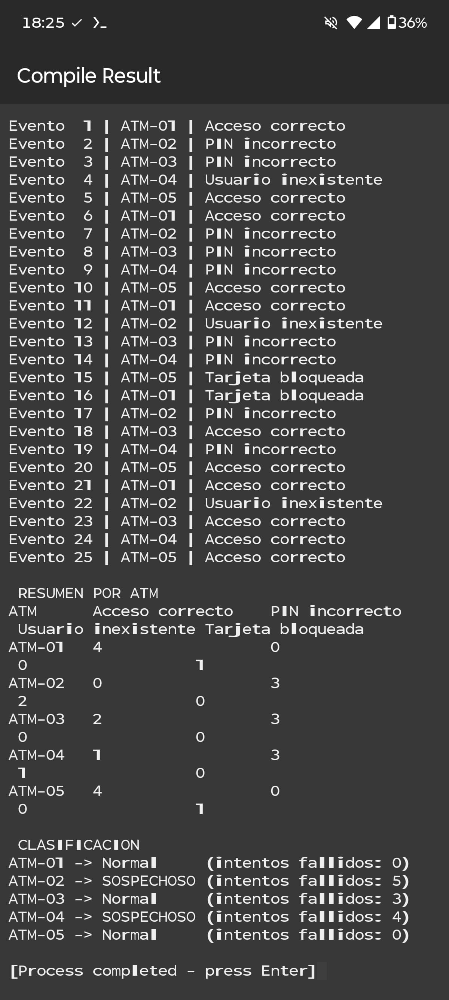 18:25
36%
Compile Result
Evento  1 | ATM-01 | Acceso correcto
Evento  2 | ATM-02 | PIN incorrecto
Evento  3 | ATM-03 | PIN incorrecto
Evento  4 | ATM-04 | Usuario inexistente
Evento  5 | ATM-05 | Acceso correcto
Evento  6 | ATM-01 | Acceso correcto
Evento  7 | ATM-02 | PIN incorrecto
Evento  8 | ATM-03 | PIN incorrecto
Evento  9 | ATM-04 | PIN incorrecto
Evento 10 | ATM-05 | Acceso correcto
Evento 11 | ATM-01 | Acceso correcto
Evento 12 | ATM-02 | Usuario inexistente
Evento 13 | ATM-03 | PIN incorrecto
Evento 14 | ATM-04 | PIN incorrecto
Evento 15 | ATM-05 | Tarjeta bloqueada
Evento 16 | ATM-01 | Tarjeta bloqueada
Evento 17 | ATM-02 | PIN incorrecto
Evento 18 | ATM-03 | Acceso correcto
Evento 19 | ATM-04 | PIN incorrecto
Evento 20 | ATM-05 | Acceso correcto
Evento 21 | ATM-01 | Acceso correcto
Evento 22 | ATM-02 | Usuario inexistente
Evento 23 | ATM-03 | Acceso correcto
Evento 24 | ATM-04 | Acceso correcto
Evento 25 | ATM-05 | Acceso correcto
 RESUMEN POR ATM
ATM      Acceso correcto    PIN incorrecto
 Usuario inexistente Tarjeta bloqueada
ATM-01   4                  0
 0                  1
ATM-02   0                  3
 2                  0
ATM-03   2                  3
 0                  0
ATM-04   1                  3
 1                  0
ATM-05   4                  0
 0                  1
 CLASIFICACION
ATM-01 -> Normal     (intentos fallidos: 0)
ATM-02 -> SOSPECHOSO (intentos fallidos: 5)
ATM-03 -> Normal     (intentos fallidos: 3)
ATM-04 -> SOSPECHOSO (intentos fallidos: 4)
ATM-05 -> Normal     (intentos fallidos: 0)
[Process completed - press Enter]